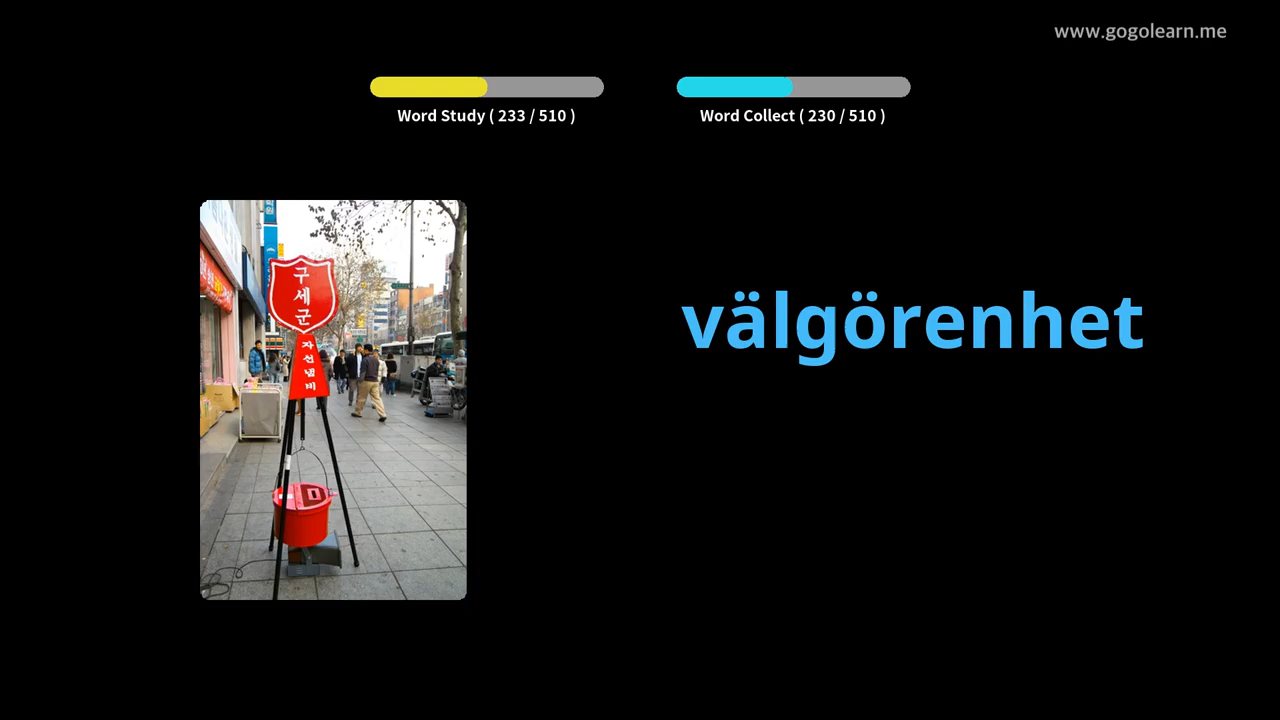 www.gogolearn.me
Word Study ( 233 / 510 )
Word Collect ( 230 / 510 )
välgörenhet
구
세
군
자
선
냄
비